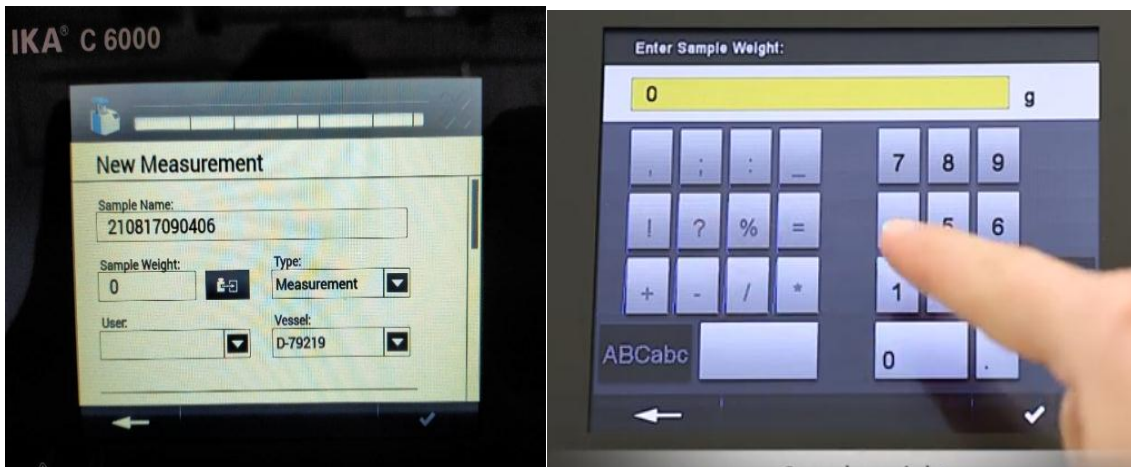 IKA® C 6000
New Measurement
Sample Name:
210817090406
Sample Weight:
0
Type:
Measurement
User:
Vessel:
D-79219
Enter Sample Weight:
0
g
, ; : _ 7 8 9
! ? % = 5 6
+ - / * 1
ABCabc 0 .